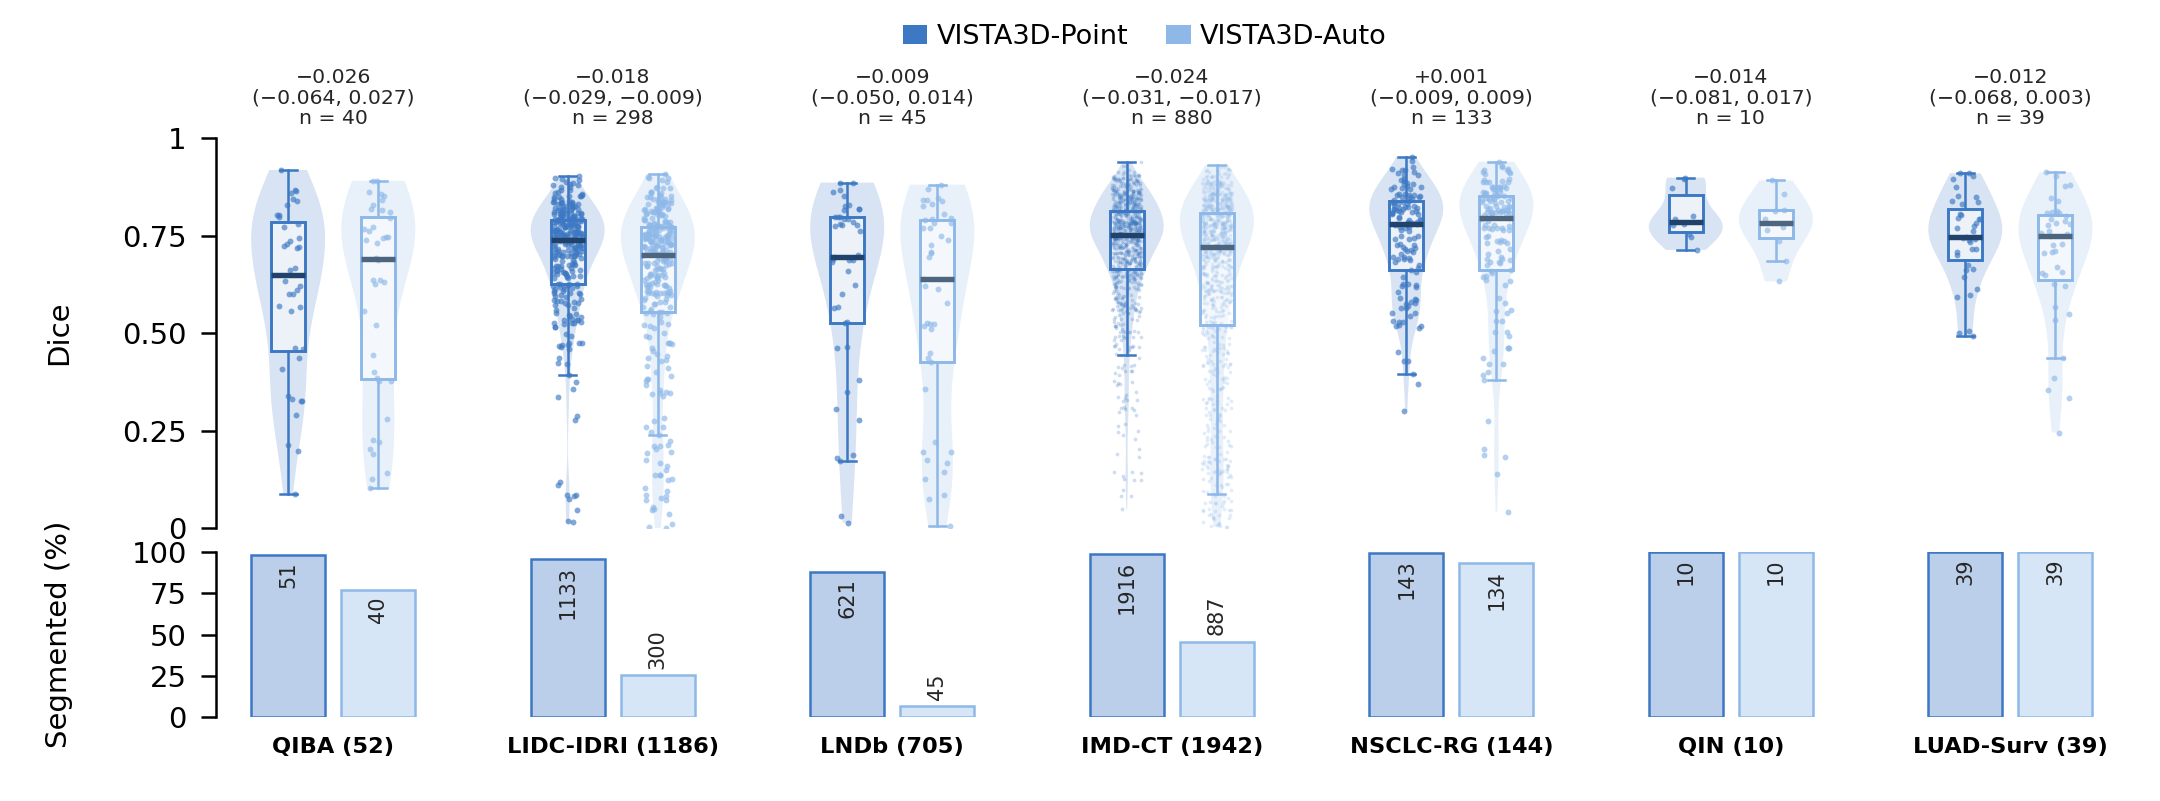 VISTA3D-Point VISTA3D-Auto
−0.026 −0.018 −0.009 −0.024 +0.001 −0.014 −0.012
(−0.064, 0.027) (−0.029, −0.009) (−0.050, 0.014) (−0.031, −0.017) (−0.009, 0.009) (−0.081, 0.017) (−0.068, 0.003)
n = 40 n = 298 n = 45 n = 880 n = 133 n = 10 n = 39
1
0.75
0.50
0.25
0
Dice
100
75
50
25
0
Segmented (%)
51 40 1133 300 621 45 1916 887 143 134 10 10 39 39
QIBA (52) LIDC-IDRI (1186) LNDb (705) IMD-CT (1942) NSCLC-RG (144) QIN (10) LUAD-Surv (39)